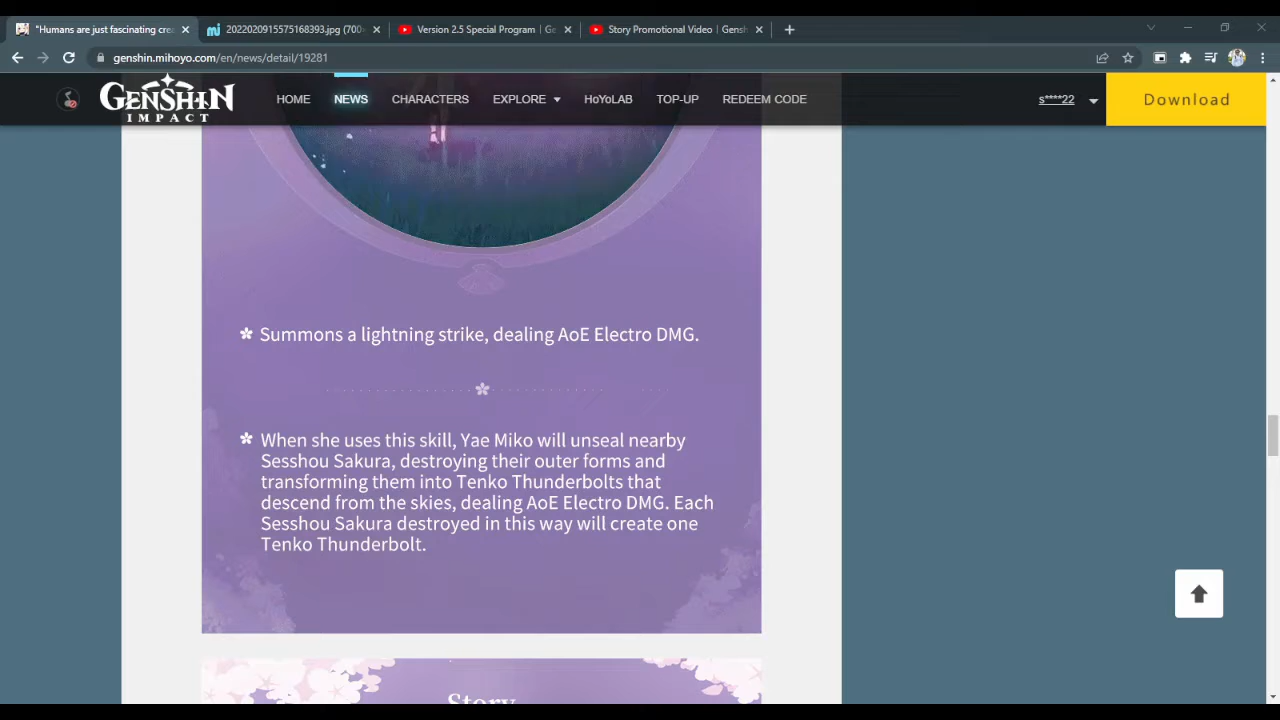 "Humans are just fascinating cre
2022020915575168393.jpg (700×
Version 2.5 Special Program | Ge
Story Promotional Video | Gensh
genshin.mihoyo.com/en/news/detail/19281
GENSHIN
IMPACT
HOME
NEWS
CHARACTERS
EXPLORE
HoYoLAB
TOP-UP
REDEEM CODE
s****22
Download
Summons a lightning strike, dealing AoE Electro DMG.
When she uses this skill, Yae Miko will unseal nearby
Sesshou Sakura, destroying their outer forms and
transforming them into Tenko Thunderbolts that
descend from the skies, dealing AoE Electro DMG. Each
Sesshou Sakura destroyed in this way will create one
Tenko Thunderbolt.
Story